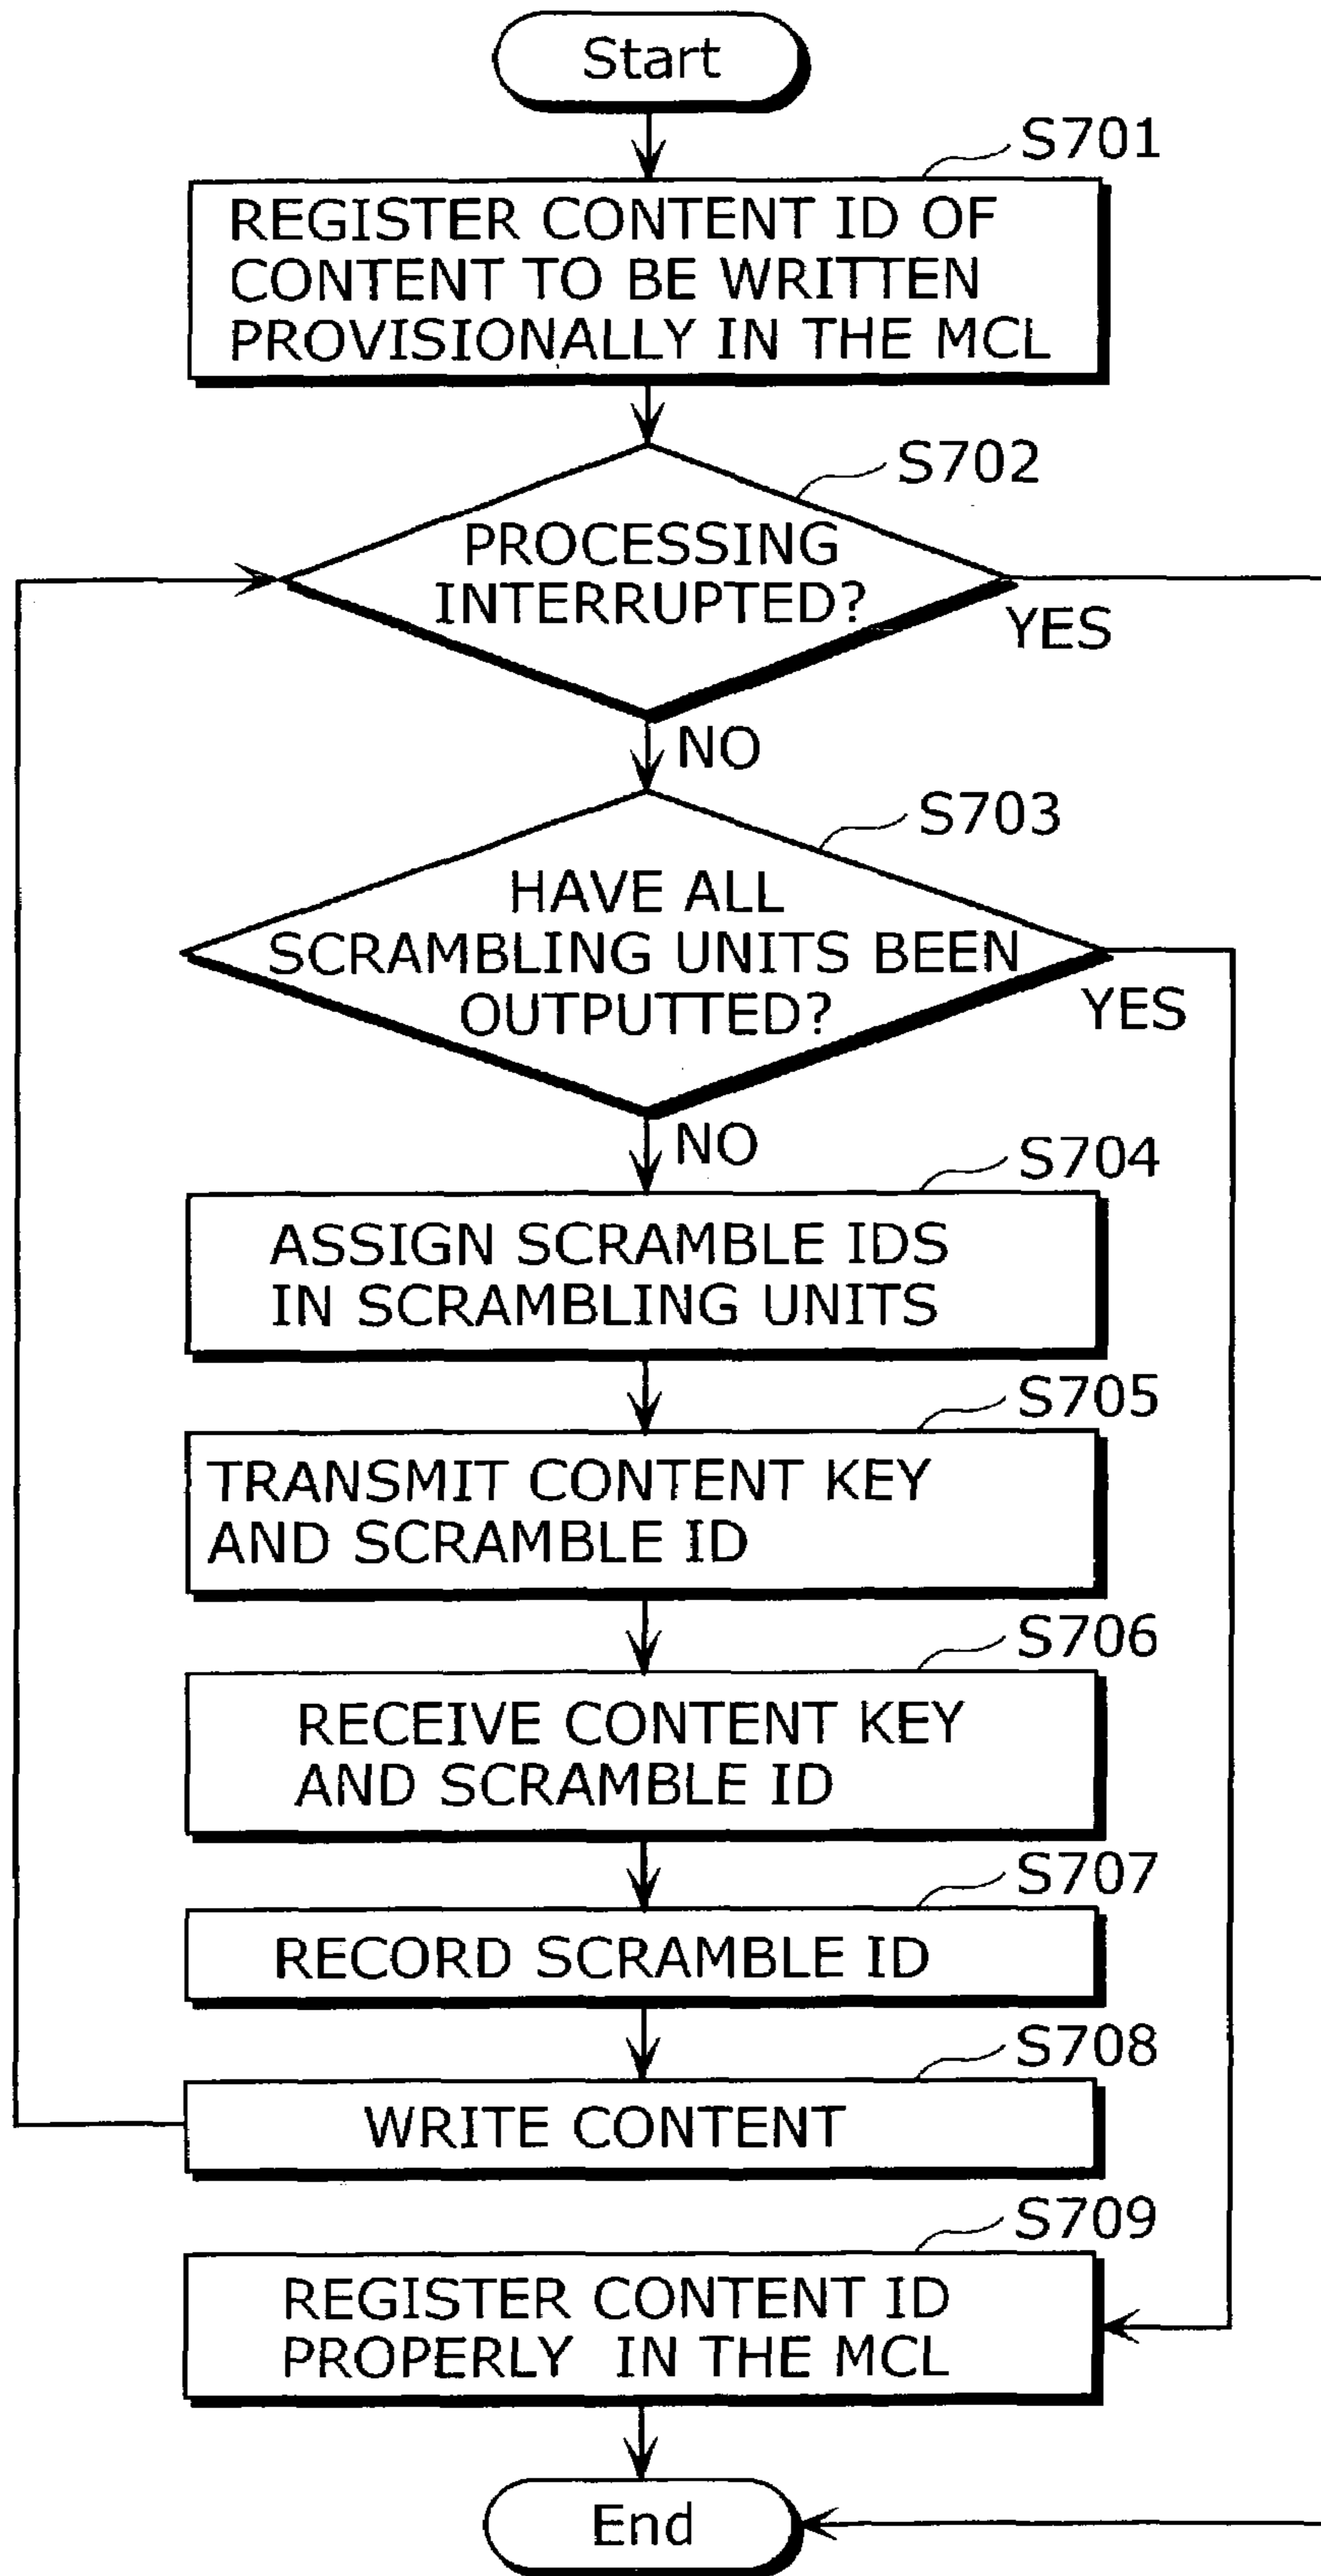 Start
S701
REGISTER CONTENT ID OF
CONTENT TO BE WRITTEN
PROVISIONALLY IN THE MCL
S702
PROCESSING
INTERRUPTED?
YES
NO
S703
HAVE ALL
SCRAMBLING UNITS BEEN
OUTPUTTED?
YES
NO
S704
ASSIGN SCRAMBLE IDS
IN SCRAMBLING UNITS
S705
TRANSMIT CONTENT KEY
AND SCRAMBLE ID
S706
RECEIVE CONTENT KEY
AND SCRAMBLE ID
S707
RECORD SCRAMBLE ID
S708
WRITE CONTENT
S709
REGISTER CONTENT ID
PROPERLY IN THE MCL
End